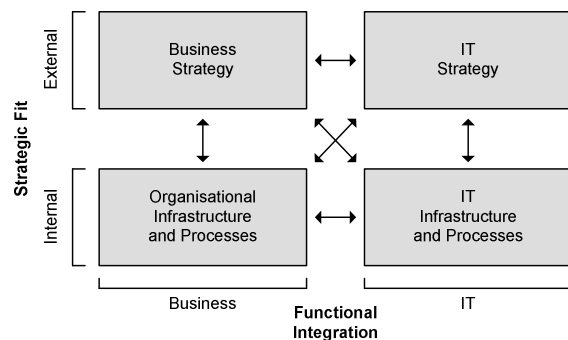 Strategic Fit
External
Business
Strategy
IT
Strategy
Internal
Organisational
Infrastructure
and Processes
IT
Infrastructure
and Processes
Business
IT
Functional
Integration